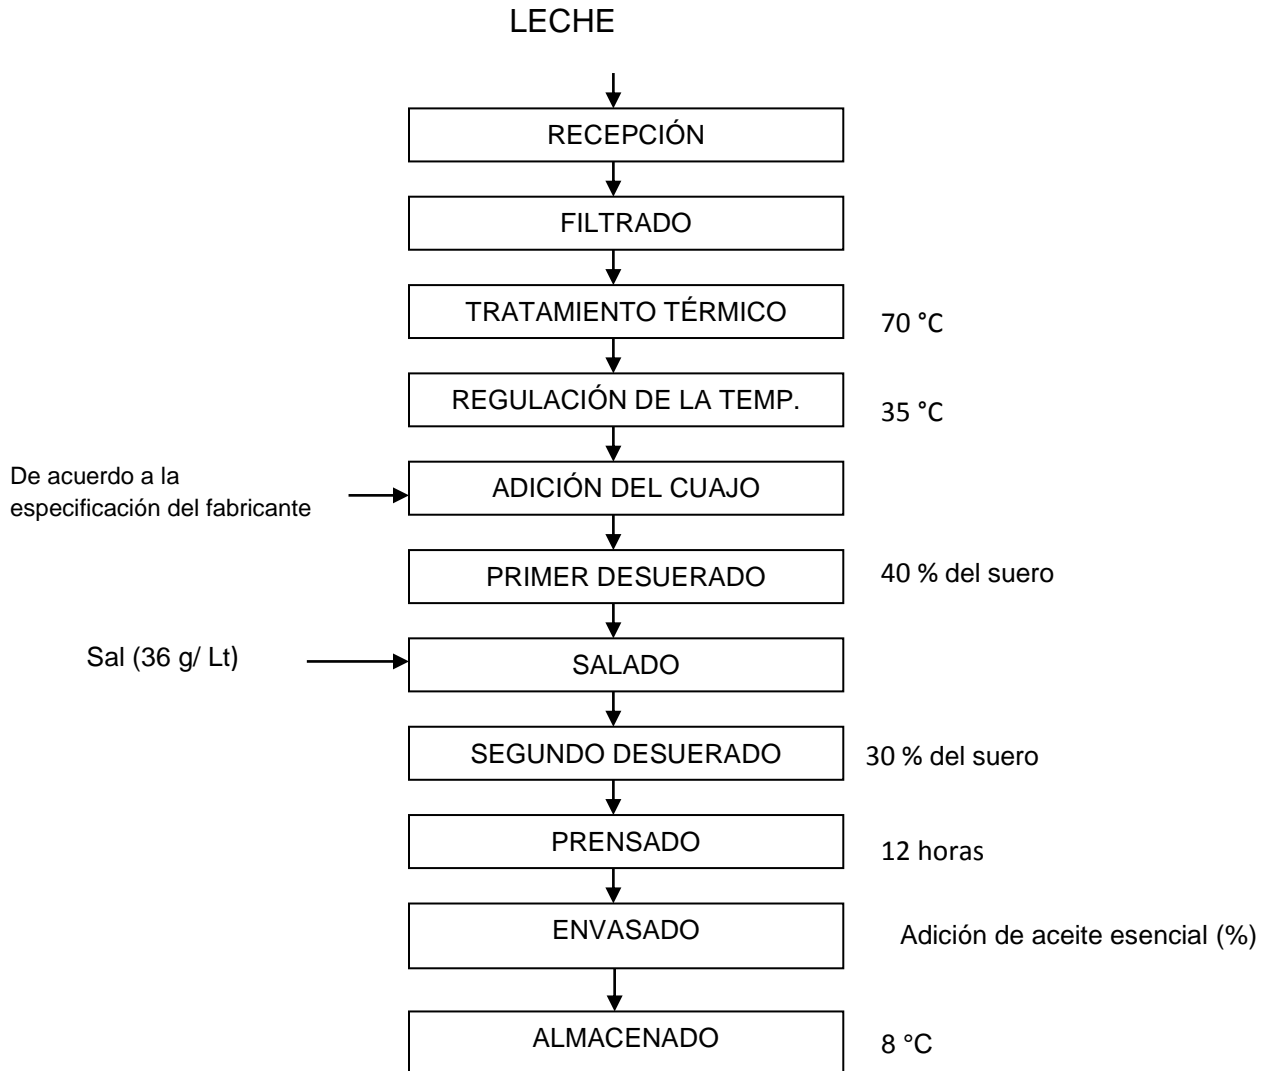 LECHE
RECEPCIÓN
FILTRADO
TRATAMIENTO TÉRMICO
70 °C
REGULACIÓN DE LA TEMP.
35 °C
De acuerdo a la
especificación del fabricante
ADICIÓN DEL CUAJO
PRIMER DESUERADO
40 % del suero
Sal (36 g/ Lt)
SALADO
SEGUNDO DESUERADO
30 % del suero
PRENSADO
12 horas
ENVASADO
Adición de aceite esencial (%)
ALMACENADO
8 °C